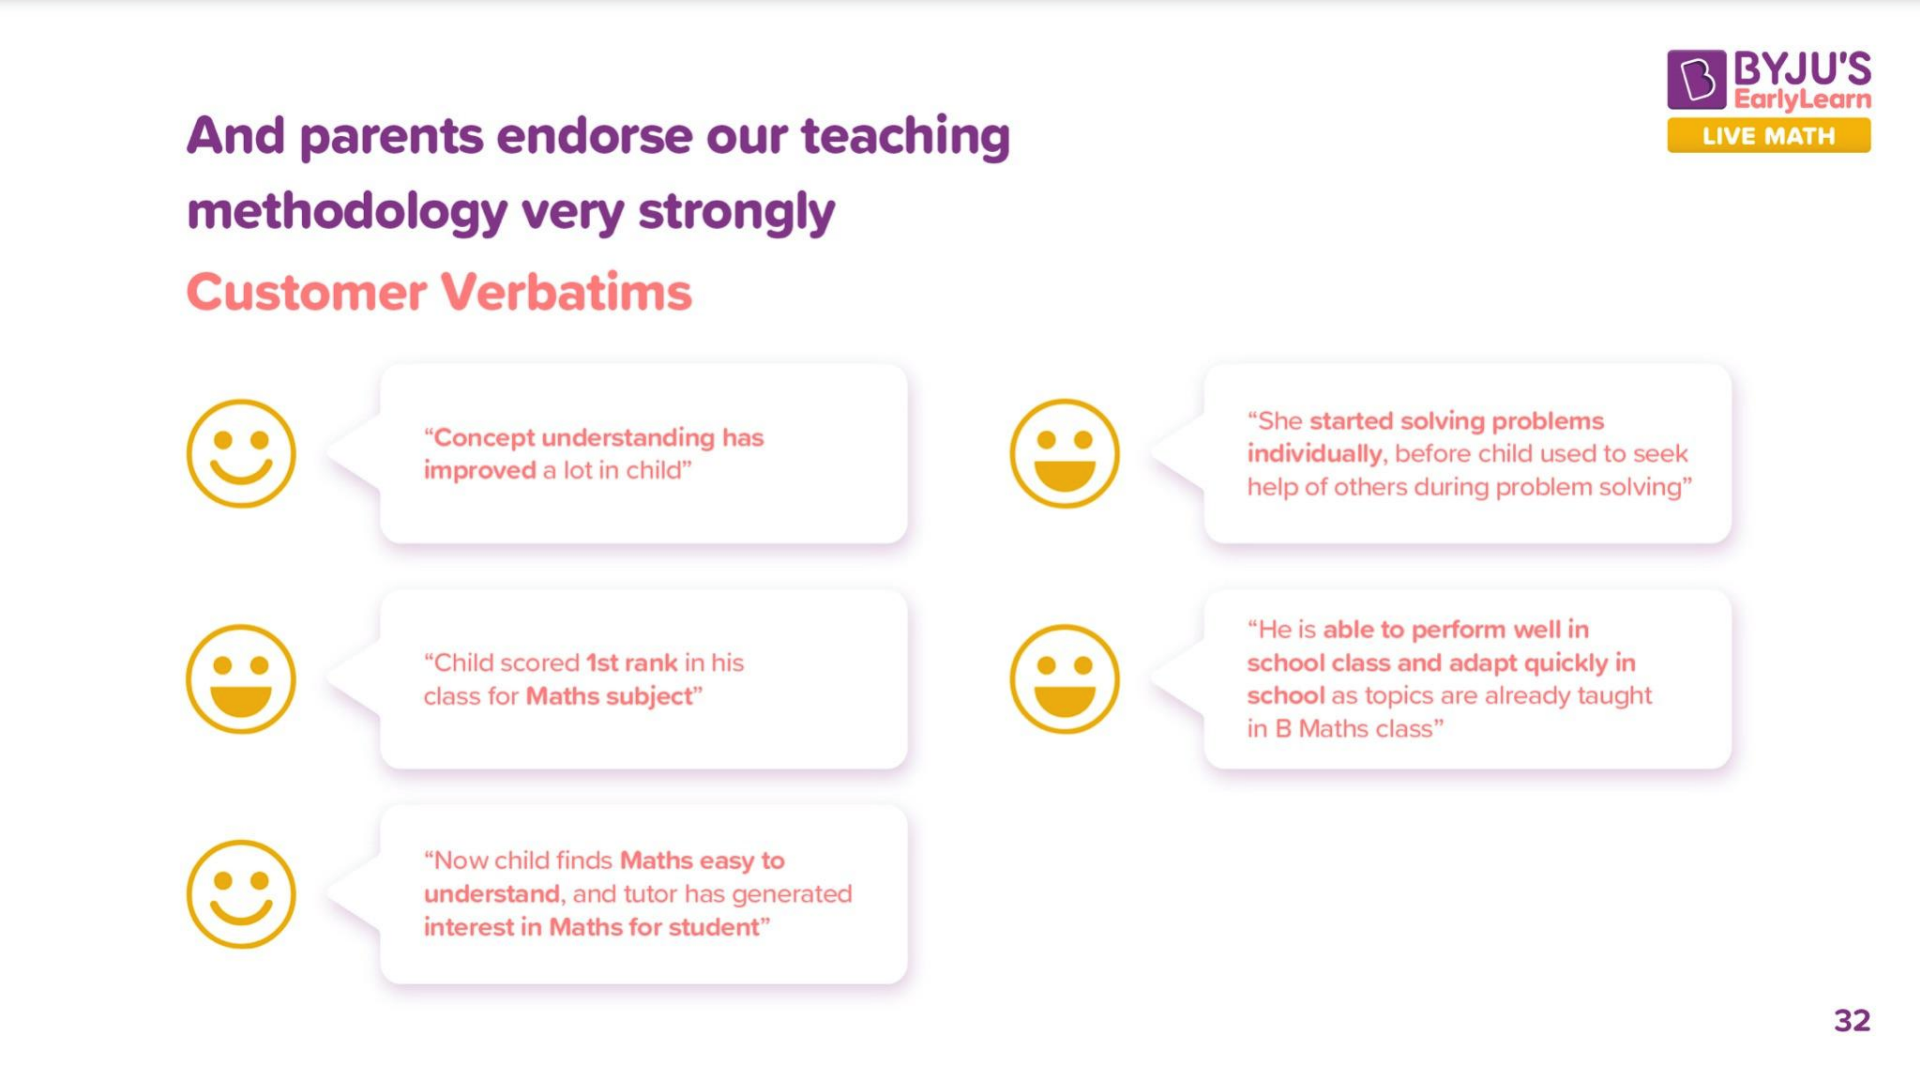 BYJU'S
EarlyLearn
LIVE MATH
And parents endorse our teaching
methodology very strongly
Customer Verbatims
“Concept understanding has
improved a lot in child”
“She started solving problems
individually, before child used to seek
help of others during problem solving”
“Child scored 1st rank in his
class for Maths subject”
“He is able to perform well in
school class and adapt quickly in
school as topics are already taught
in B Maths class”
“Now child finds Maths easy to
understand, and tutor has generated
interest in Maths for student”
32